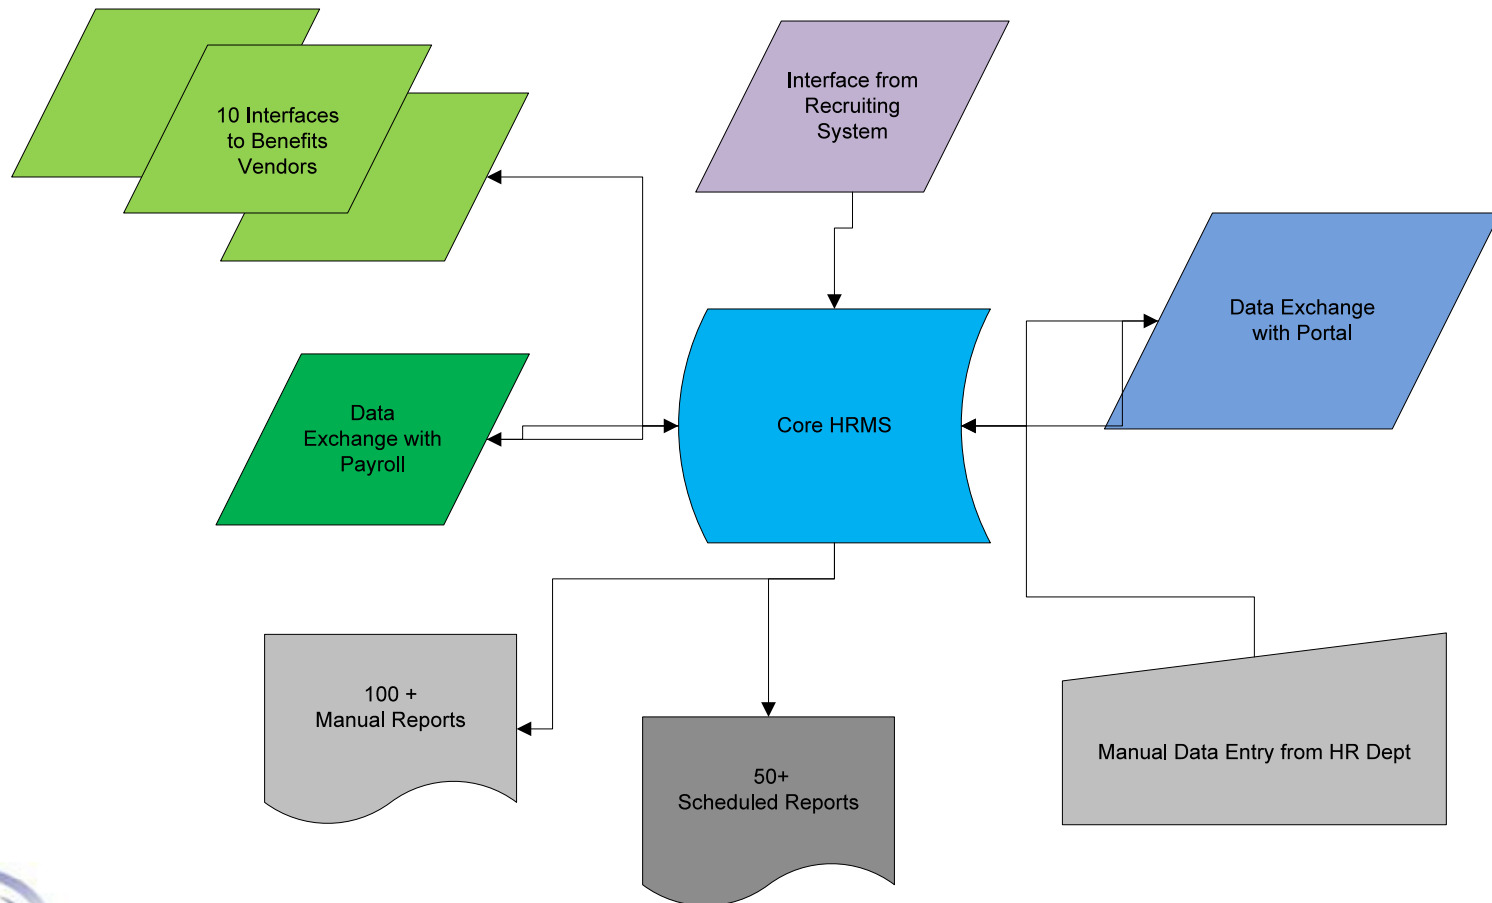 10 Interfaces
to Benefits
Vendors
Interface from
Recruiting
System
Data Exchange
with Portal
Data
Exchange with
Payroll
Core HRMS
100 +
Manual Reports
50+
Scheduled Reports
Manual Data Entry from HR Dept